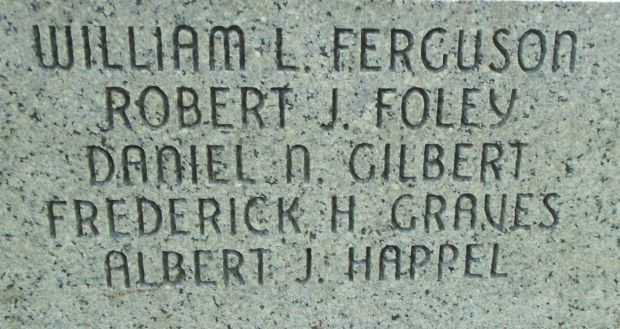 WILLIAM L. FERGUSON
ROBERT J. FOLEY
DANIEL N. GILBERT
FREDERICK H. GRAVES
ALBERT J. HAPPEL